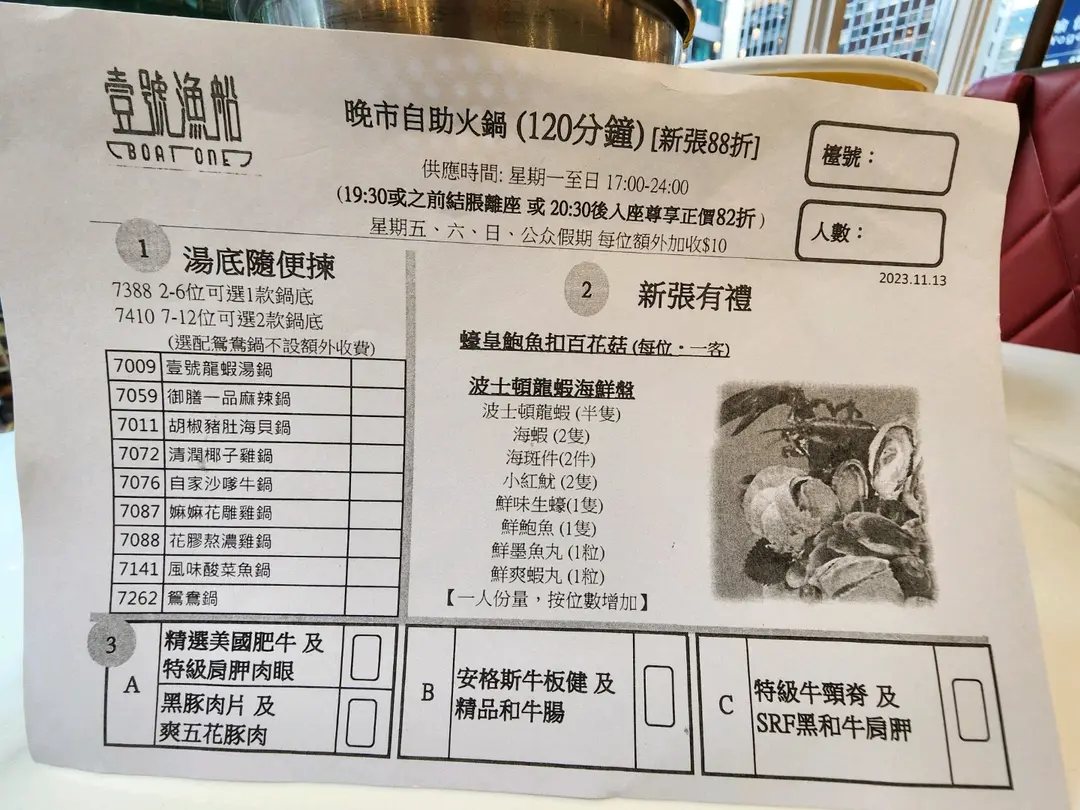 壹號漁船
BOAT ONE
晚市自助火鍋 (120分鐘) [新張88折]
供應時間: 星期一至日 17:00-24:00
(19:30或之前結賬離座 或 20:30後入座尊享正價82折)
星期五、六、日、公众假期 每位額外加收$10
檯號：
人數：
2023.11.13
1
湯底隨便揀
7388 2-6位可選1款鍋底
7410 7-12位可選2款鍋底
(選配鴛鴦鍋不設額外收費)
7009 壹號龍蝦湯鍋
7059 御膳一品麻辣鍋
7011 胡椒豬肚海貝鍋
7072 清潤椰子雞鍋
7076 自家沙嗲牛鍋
7087 嫲嫲花雕雞鍋
7088 花膠熬濃雞鍋
7141 風味酸菜魚鍋
7262 鴛鴦鍋
2
新張有禮
蠔皇鮑魚扣百花菇 (每位・一客)
波士頓龍蝦海鮮盤
波士頓龍蝦 (半隻)
海蝦 (2隻)
海斑件(2件)
小紅魷 (2隻)
鮮味生蠔(1隻)
鮮鮑魚 (1隻)
鮮墨魚丸 (1粒)
鮮爽蝦丸 (1粒)
【一人份量，按位數增加】
3
A
精選美國肥牛 及
特級肩胛肉眼
黑豚肉片 及
爽五花豚肉
B
安格斯牛板健 及
精品和牛腸
C
特級牛頸脊 及
SRF黑和牛肩胛